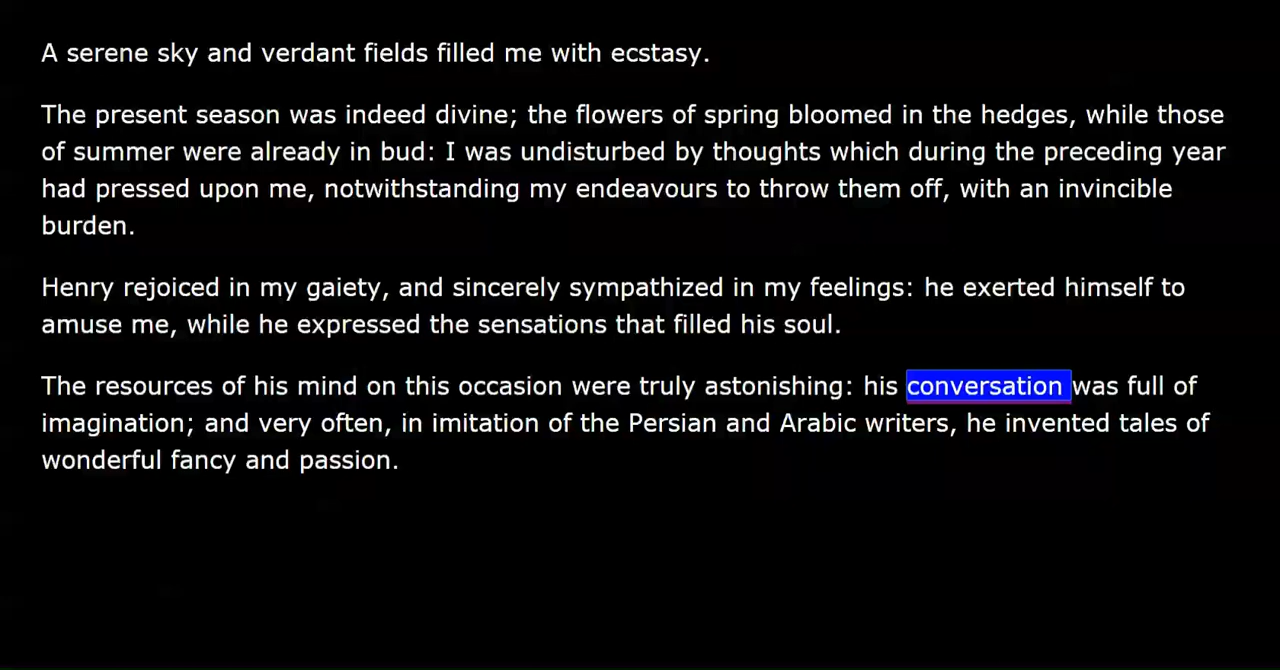 A serene sky and verdant fields filled me with ecstasy.
The present season was indeed divine; the flowers of spring bloomed in the hedges, while those
of summer were already in bud: I was undisturbed by thoughts which during the preceding year
had pressed upon me, notwithstanding my endeavours to throw them off, with an invincible
burden.
Henry rejoiced in my gaiety, and sincerely sympathized in my feelings: he exerted himself to
amuse me, while he expressed the sensations that filled his soul.
The resources of his mind on this occasion were truly astonishing: his conversation was full of
imagination; and very often, in imitation of the Persian and Arabic writers, he invented tales of
wonderful fancy and passion.